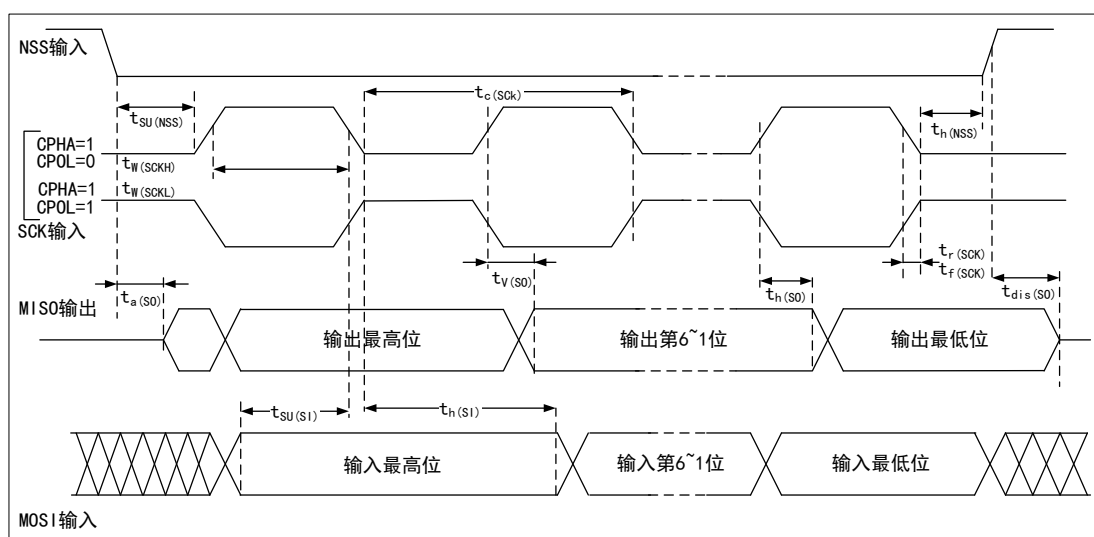 NSS输入
tc(SCk)
tSU(NSS)
th(NSS)
CPHA=1
CPOL=0
tW(SCKH)
CPHA=1
tW(SCKL)
CPOL=1
SCK输入
tr(SCK)
tV(SO)
tf(SCK)
ta(SO)
th(SO)
tdis(SO)
MISO输出
输出最高位
输出第6~1位
输出最低位
tSU(SI)
th(SI)
输入最高位
输入第6~1位
输入最低位
MOSI输入